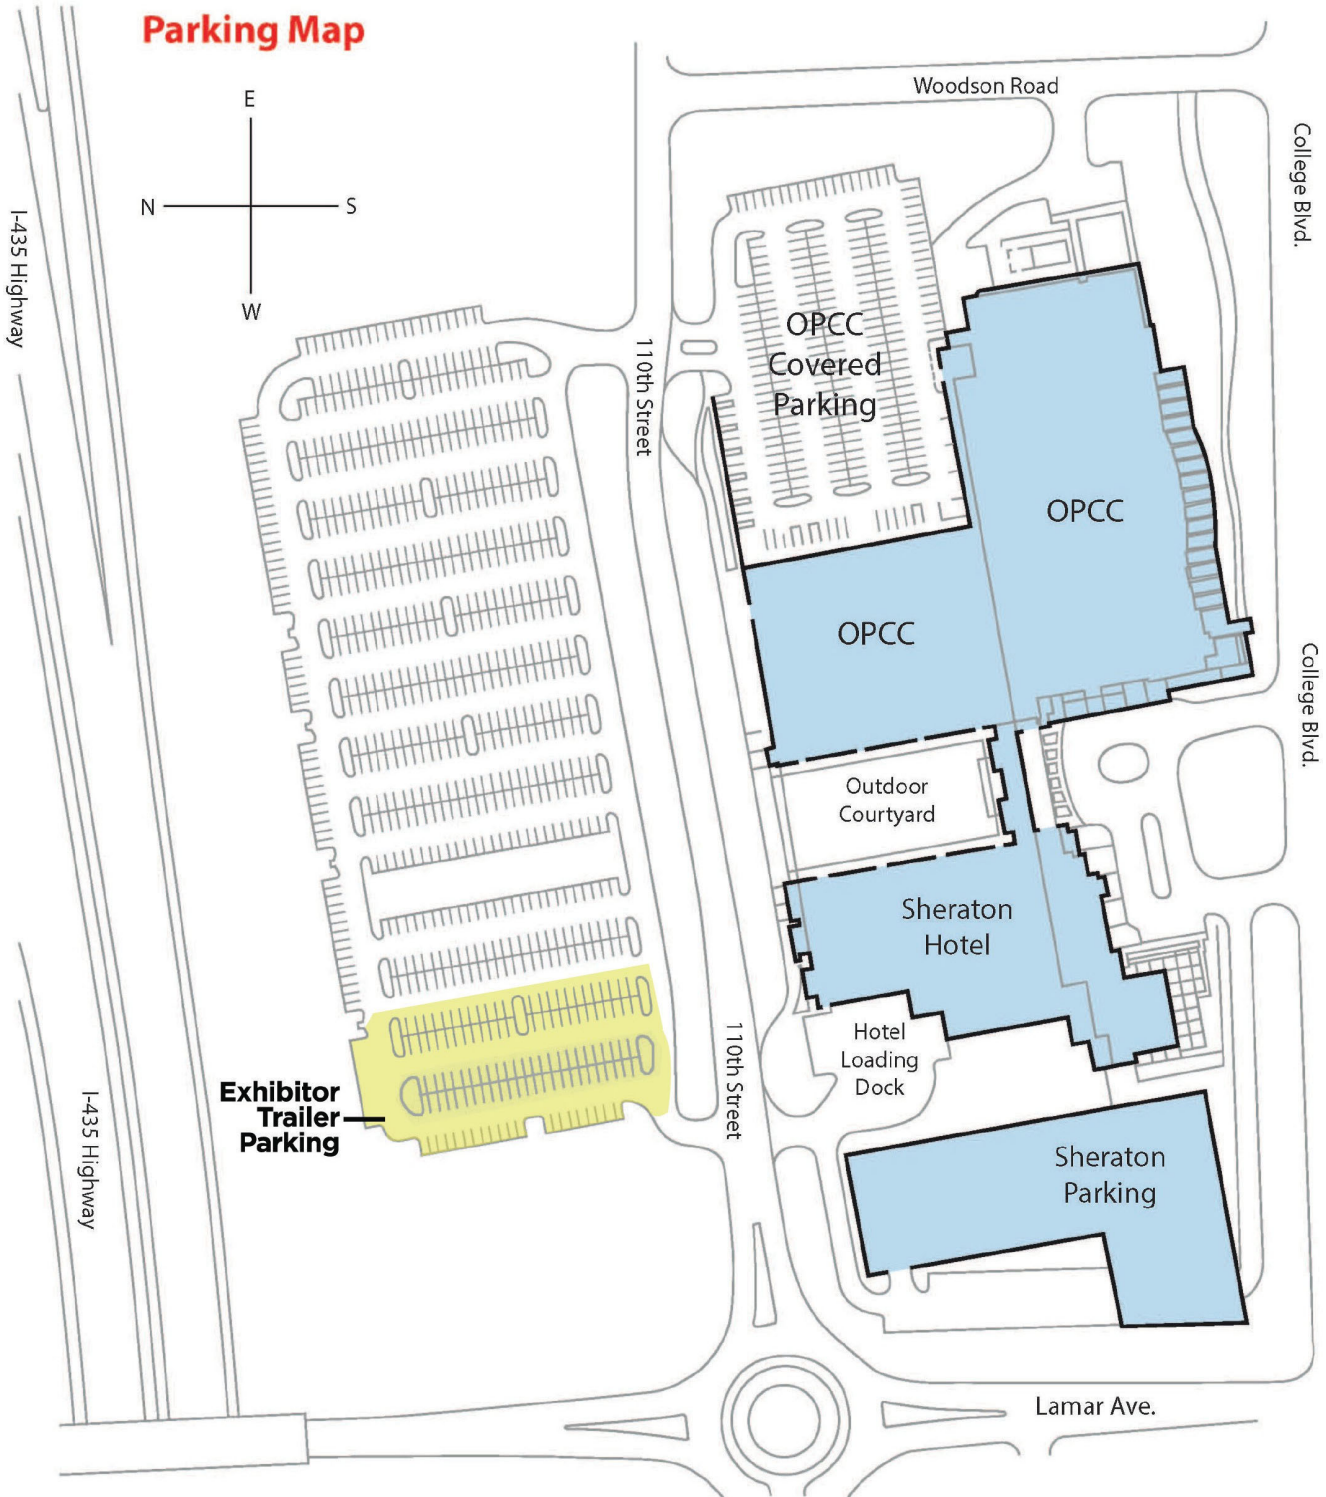 Parking Map
E
N
S
W
Woodson Road
College Blvd.
I-435 Highway
110th Street
OPCC
Covered
Parking
OPCC
OPCC
College Blvd.
Outdoor
Courtyard
Sheraton
Hotel
Hotel
Loading
Dock
110th Street
Exhibitor
Trailer
Parking
I-435 Highway
Sheraton
Parking
Lamar Ave.